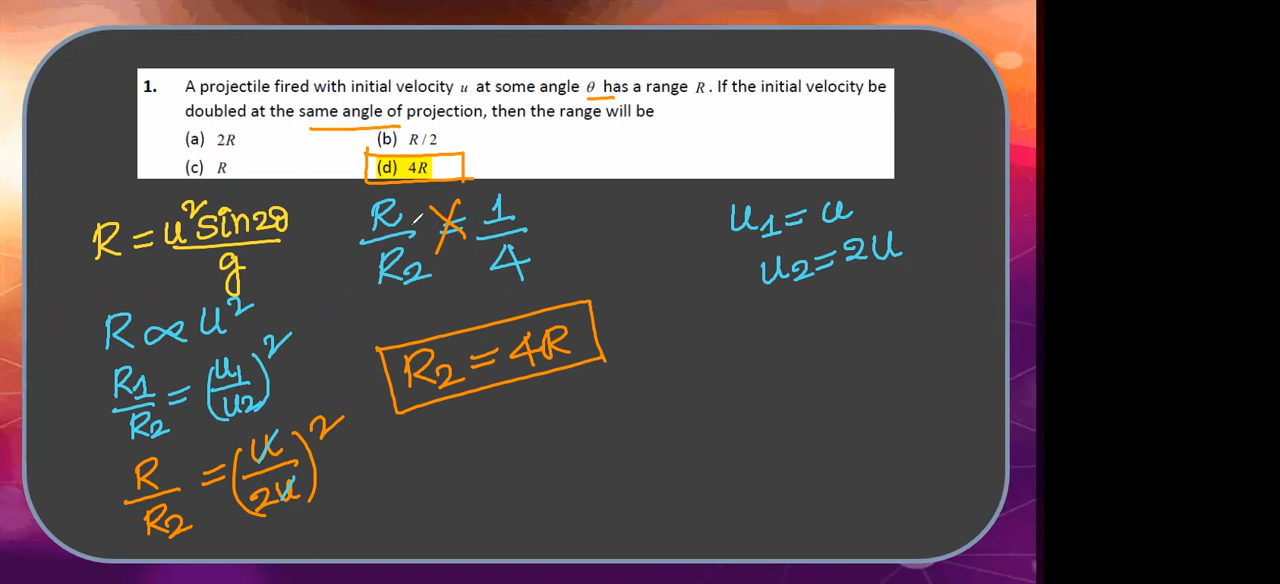 1. A projectile fired with initial velocity u at some angle θ has a range R. If the initial velocity be
doubled at the same angle of projection, then the range will be
(a) 2R (b) R/2
(c) R (d) 4R
R = u² sin2θ / g
R ∝ u²
R1/R2 = (u1/u2)²
R/R2 = (u/2u)²
R/R2 = 1/4
R2 = 4R
u1 = u
u2 = 2u